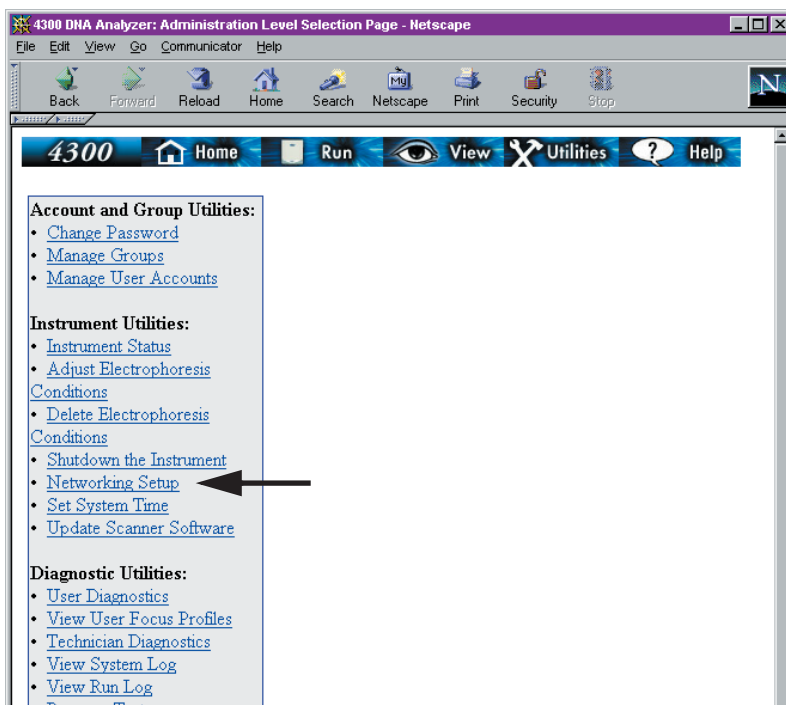 4300 DNA Analyzer: Administration Level Selection Page - Netscape
File Edit View Go Communicator Help
Back Forward Reload Home Search Netscape Print Security Stop
4300 Home Run View Utilities Help
Account and Group Utilities:
• Change Password
• Manage Groups
• Manage User Accounts
Instrument Utilities:
• Instrument Status
• Adjust Electrophoresis
Conditions
• Delete Electrophoresis
Conditions
• Shutdown the Instrument
• Networking Setup
• Set System Time
• Update Scanner Software
Diagnostic Utilities:
• User Diagnostics
• View User Focus Profiles
• Technician Diagnostics
• View System Log
• View Run Log